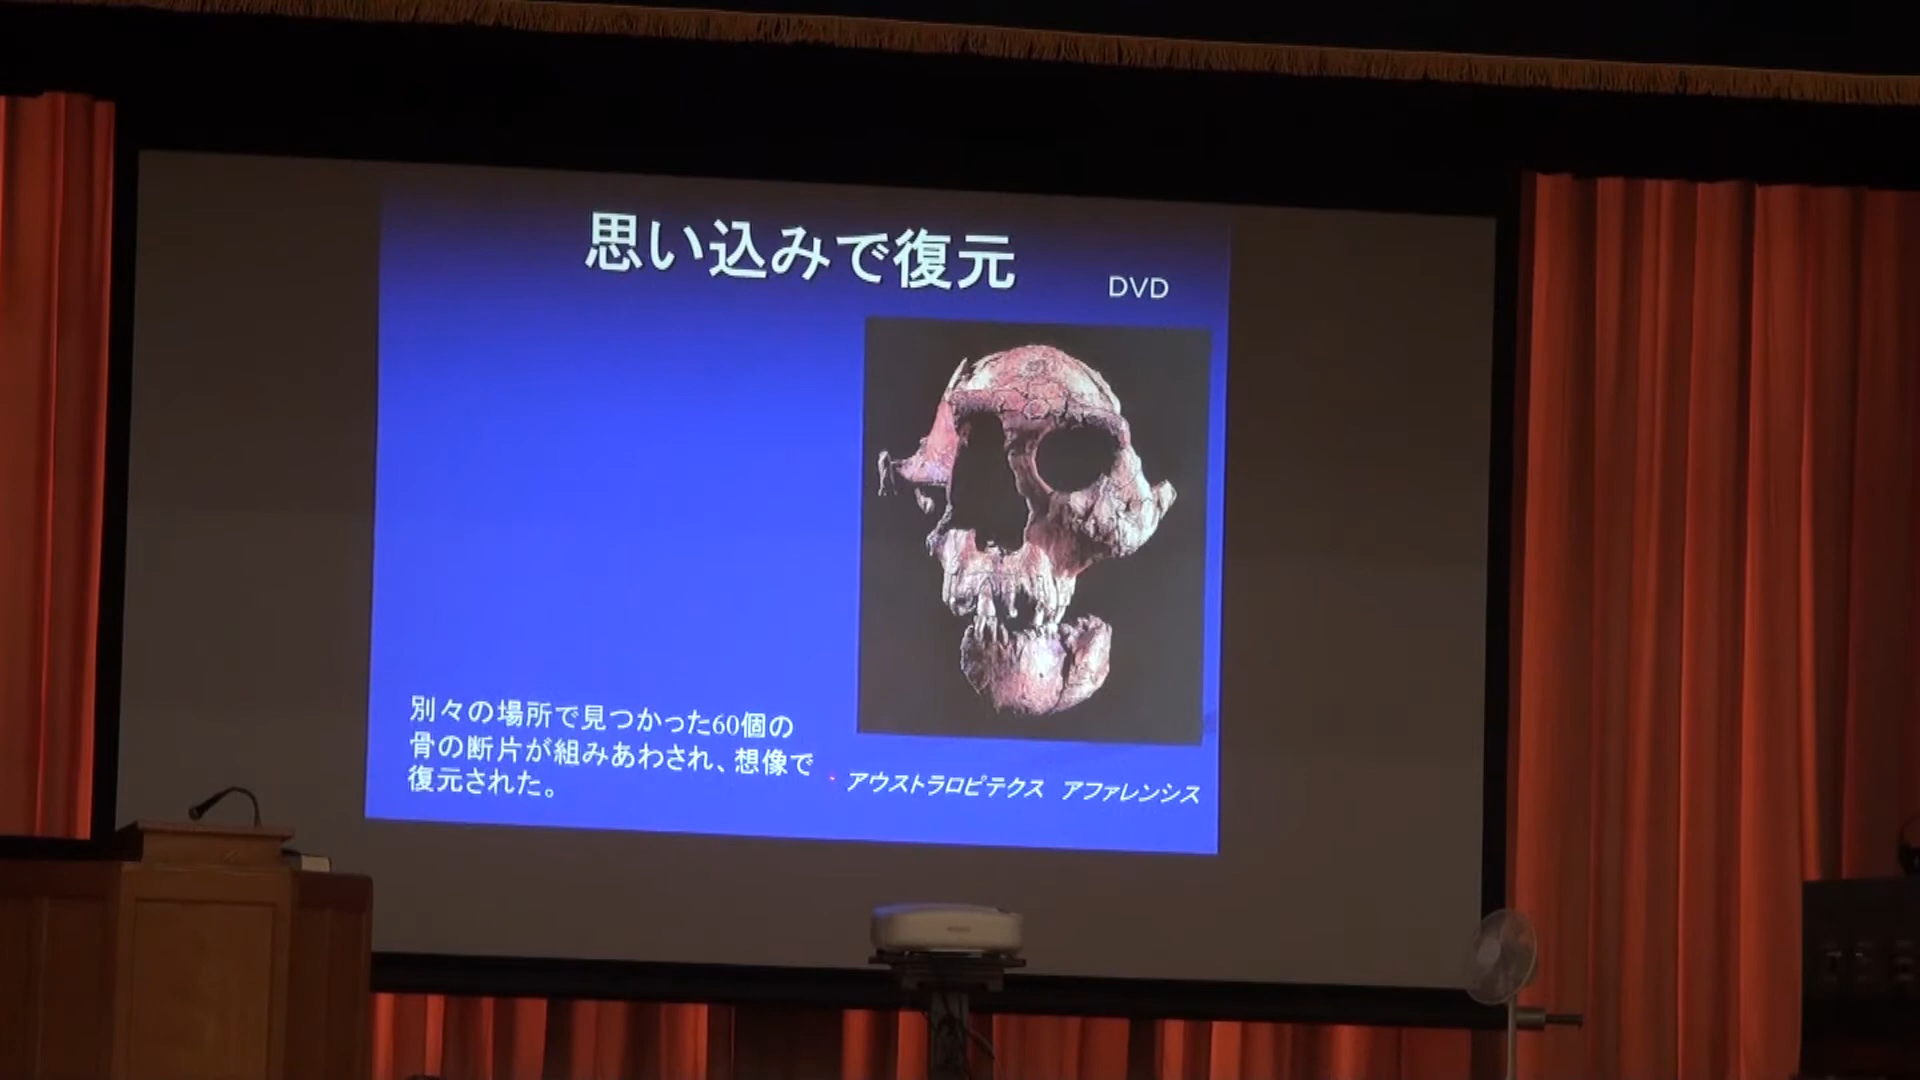 思い込みで復元
DVD
別々の場所で見つかった60個の
骨の断片が組みあわされ、想像で
復元された。
アウストラロピテクス アファレンシス